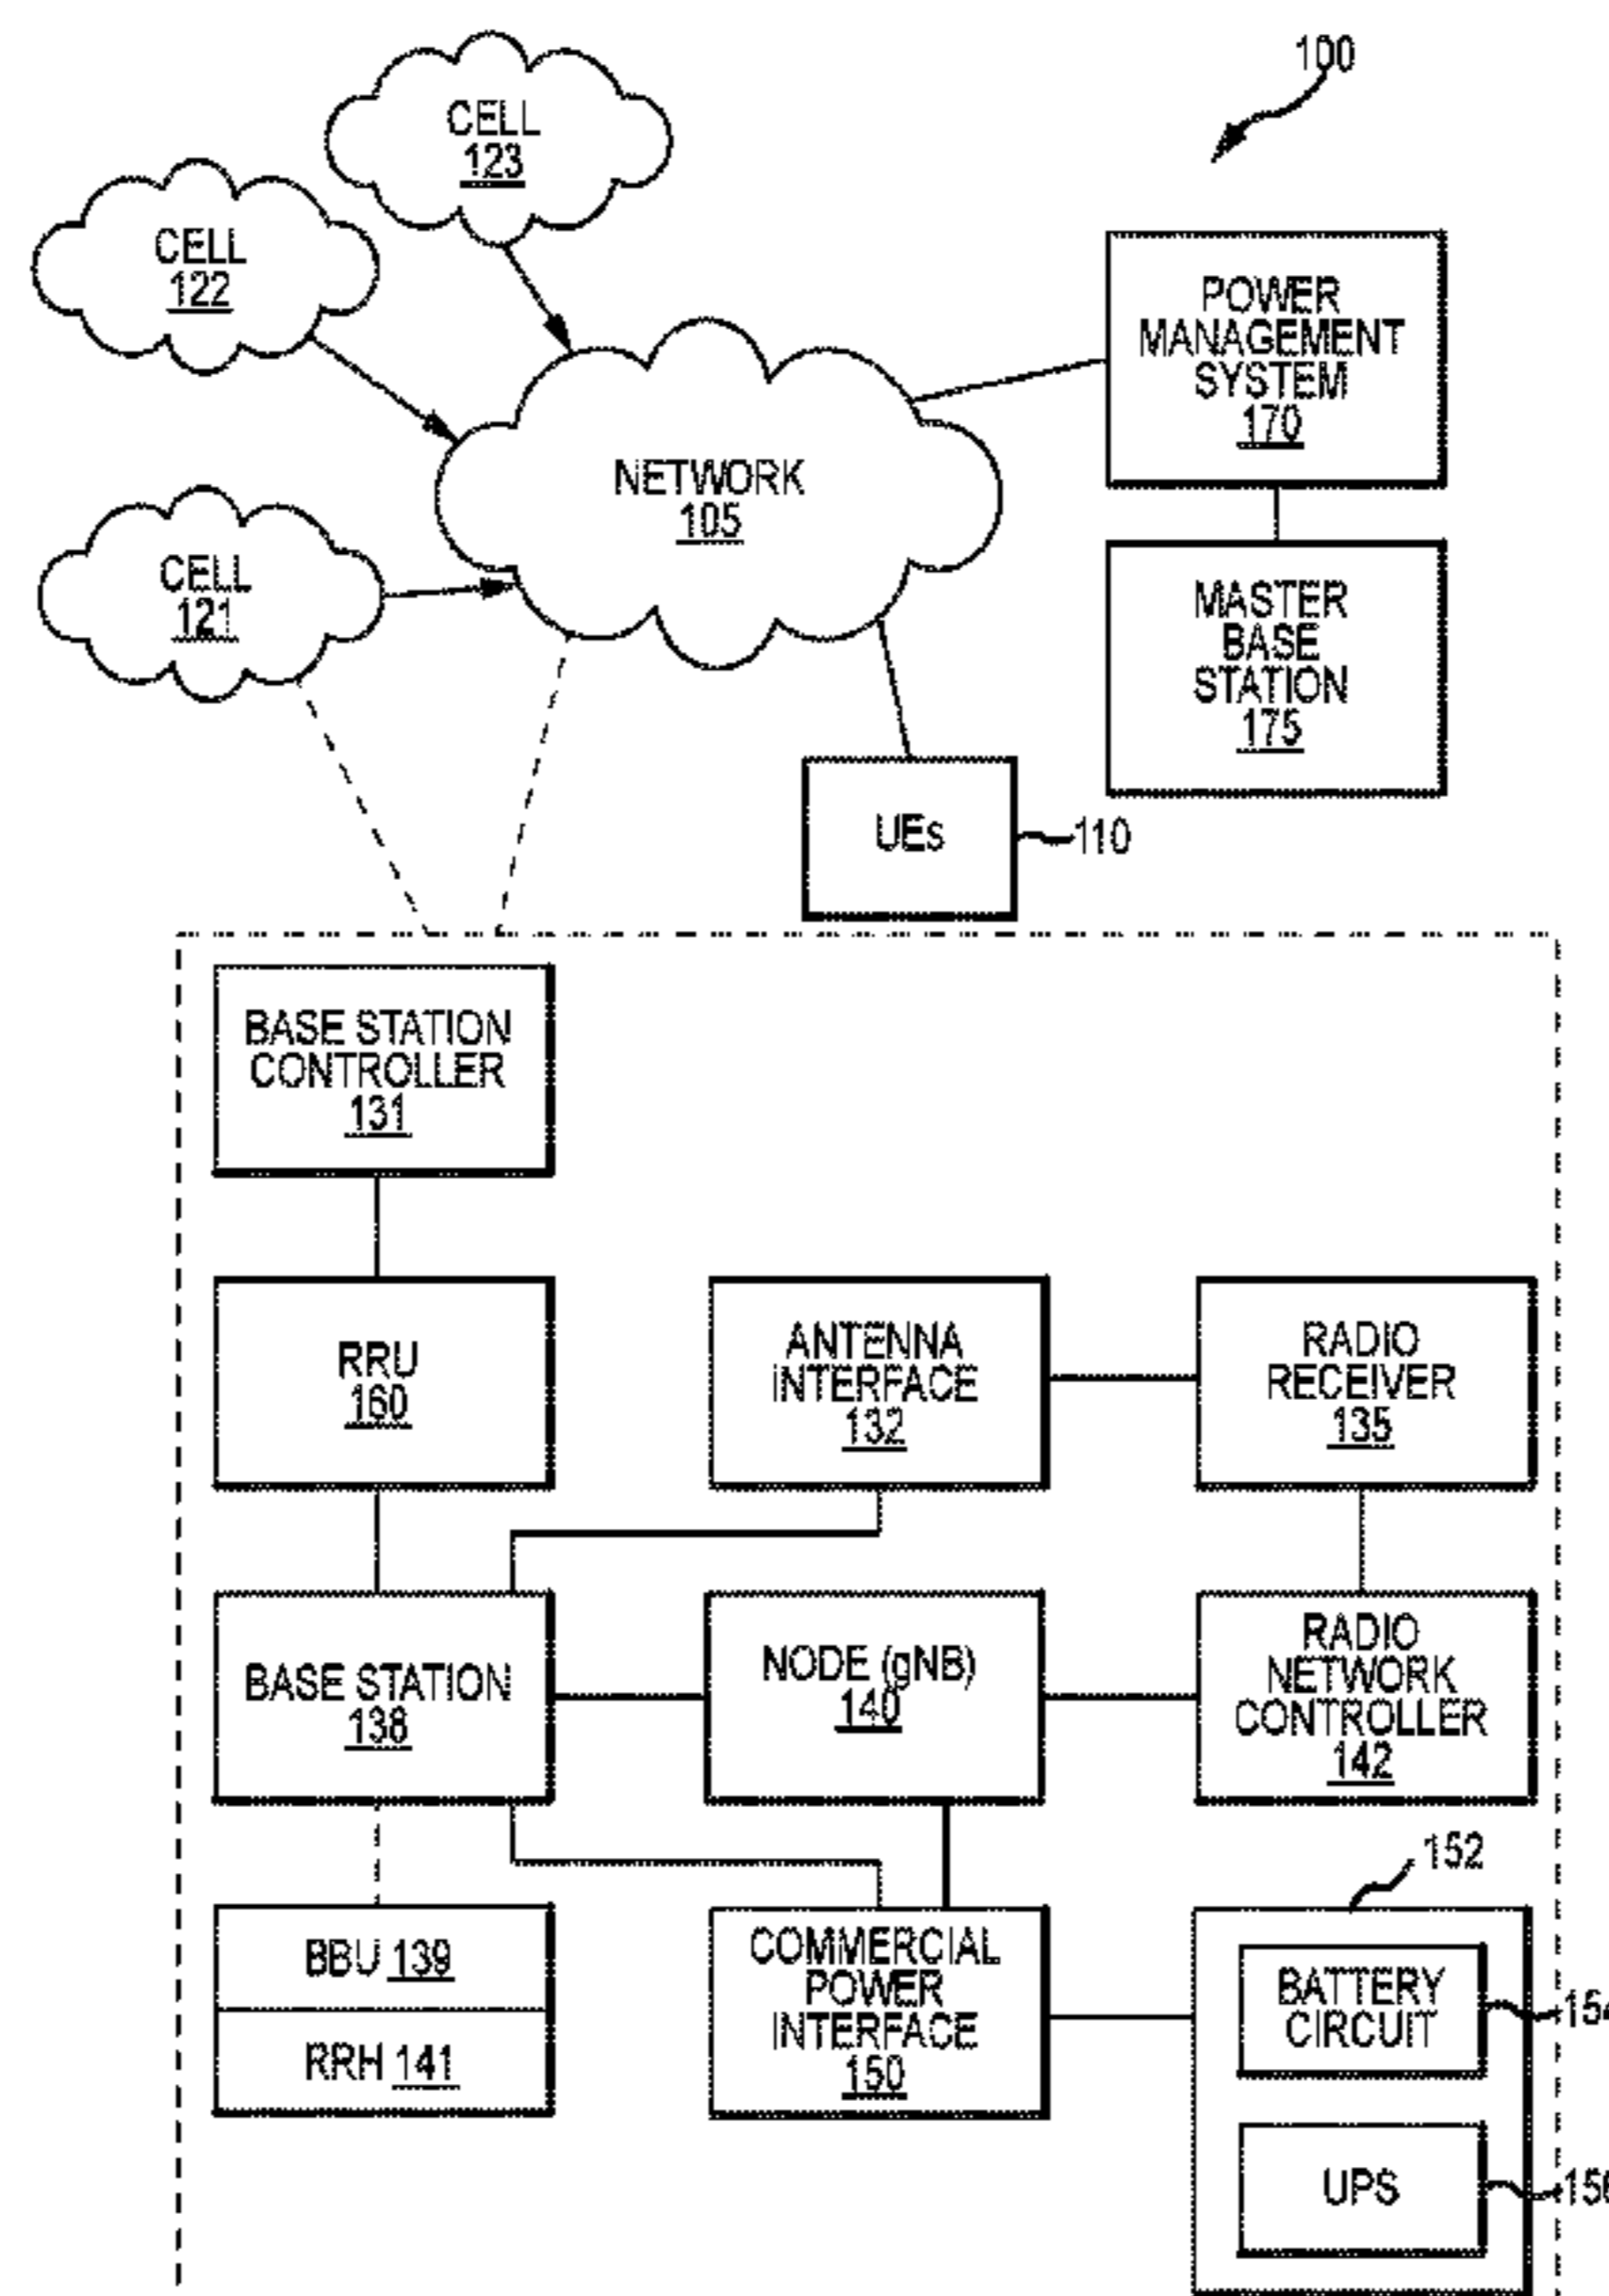 100
CELL
123
CELL
122
POWER
MANAGEMENT
SYSTEM
170
NETWORK
105
CELL
121
MASTER
BASE
STATION
175
UEs
110
BASE STATION
CONTROLLER
131
RRU
160
ANTENNA
INTERFACE
132
RADIO
RECEIVER
135
BASE STATION
138
NODE (gNB)
140
RADIO
NETWORK
CONTROLLER
142
152
BBU 139
RRH 141
COMMERCIAL
POWER
INTERFACE
150
BATTERY
CIRCUIT
154
UPS
156